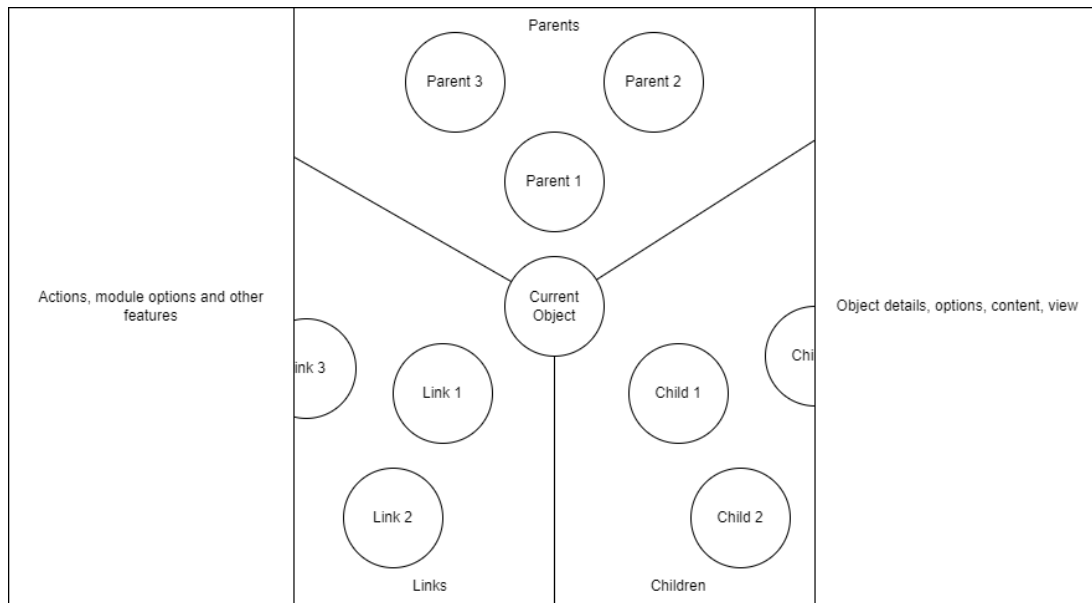 Parents
Parent 3
Parent 2
Parent 1
Actions, module options and other
features
Current
Object
Object details, options, content, view
ink 3
Link 1
Child 1
Chi
Link 2
Child 2
Links
Children